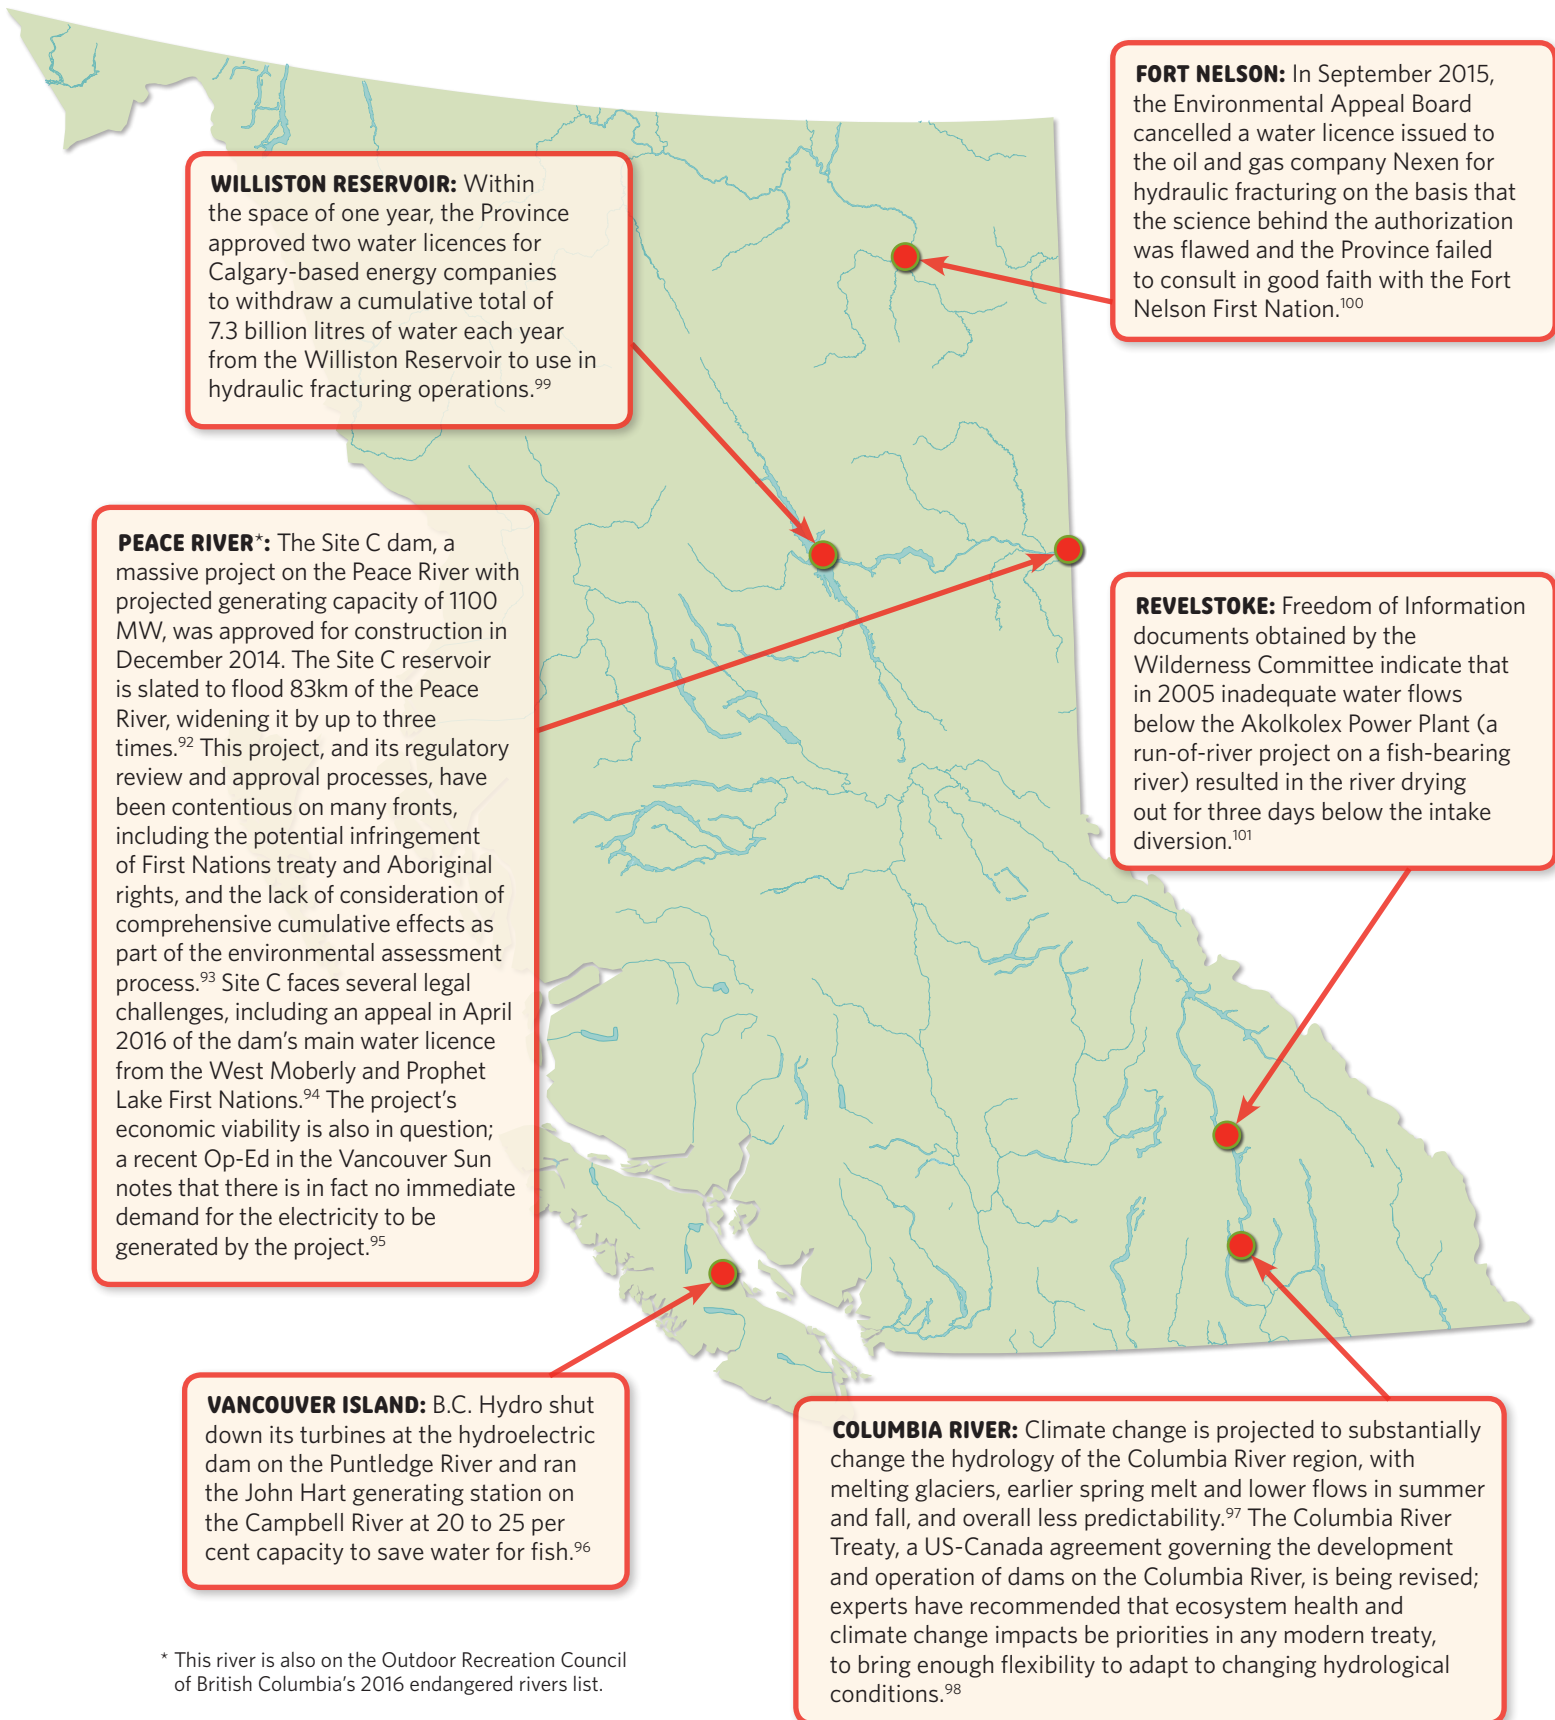 FORT NELSON: In September 2015,
the Environmental Appeal Board
cancelled a water licence issued to
the oil and gas company Nexen for
hydraulic fracturing on the basis that
the science behind the authorization
was flawed and the Province failed
to consult in good faith with the Fort
Nelson First Nation.100
WILLISTON RESERVOIR: Within
the space of one year, the Province
approved two water licences for
Calgary-based energy companies
to withdraw a cumulative total of
7.3 billion litres of water each year
from the Williston Reservoir to use in
hydraulic fracturing operations.99
PEACE RIVER*: The Site C dam, a
massive project on the Peace River with
projected generating capacity of 1100
MW, was approved for construction in
December 2014. The Site C reservoir
is slated to flood 83km of the Peace
River, widening it by up to three
times.92 This project, and its regulatory
review and approval processes, have
been contentious on many fronts,
including the potential infringement
of First Nations treaty and Aboriginal
rights, and the lack of consideration of
comprehensive cumulative effects as
part of the environmental assessment
process.93 Site C faces several legal
challenges, including an appeal in April
2016 of the dam's main water licence
from the West Moberly and Prophet
Lake First Nations.94 The project's
economic viability is also in question;
a recent Op-Ed in the Vancouver Sun
notes that there is in fact no immediate
demand for the electricity to be
generated by the project.95
REVELSTOKE: Freedom of Information
documents obtained by the
Wilderness Committee indicate that
in 2005 inadequate water flows
below the Akolkolex Power Plant (a
run-of-river project on a fish-bearing
river) resulted in the river drying
out for three days below the intake
diversion.101
VANCOUVER ISLAND: B.C. Hydro shut
down its turbines at the hydroelectric
dam on the Puntledge River and ran
the John Hart generating station on
the Campbell River at 20 to 25 per
cent capacity to save water for fish.96
COLUMBIA RIVER: Climate change is projected to substantially
change the hydrology of the Columbia River region, with
melting glaciers, earlier spring melt and lower flows in summer
and fall, and overall less predictability.97 The Columbia River
Treaty, a US-Canada agreement governing the development
and operation of dams on the Columbia River, is being revised;
experts have recommended that ecosystem health and
climate change impacts be priorities in any modern treaty,
to bring enough flexibility to adapt to changing hydrological
conditions.98
* This river is also on the Outdoor Recreation Council
of British Columbia's 2016 endangered rivers list.